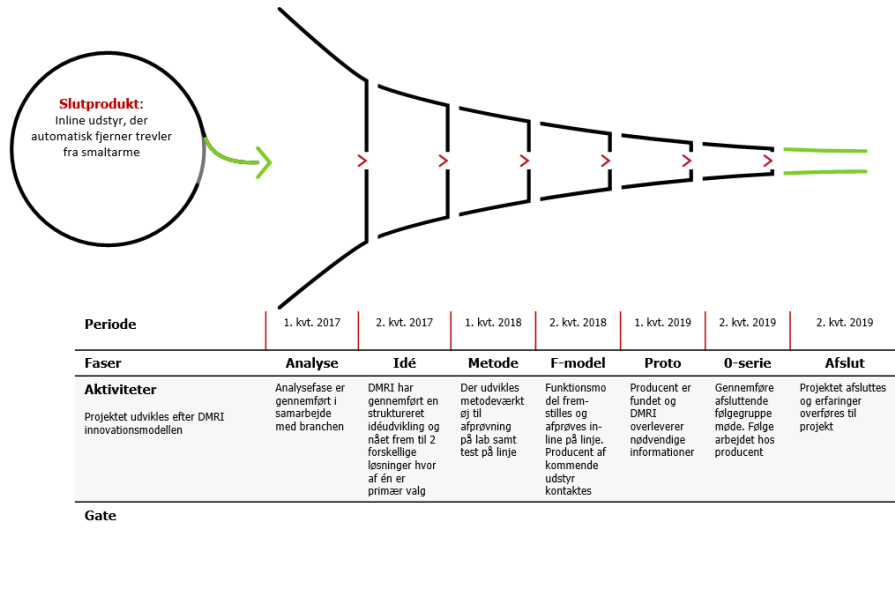 Slutprodukt:
Inline udstyr, der
automatisk fjerner trevler
fra smaltarme
Periode
1. kvt. 2017
2. kvt. 2017
1. kvt. 2018
2. kvt. 2018
1. kvt. 2019
2. kvt. 2019
2. kvt. 2019
Faser
Analyse
Idé
Metode
F-model
Proto
0-serie
Afslut
Aktiviteter
Projektet udvikles efter DMRI
innovationsmodellen
Analysefase er
gennemført i
samarbejde
med branchen
DMRI har
gennemført en
struktureret
idéudvikling og
nået frem til 2
forskellige
løsninger hvor
af én er
primær valg
Der udvikles
metodeværkt
øj til
afprøvning
på lab samt
test på linje
Funktionsmo
del frem-
stilles og
afprøves in-
line på linje.
Producent af
kommende
udstyr
kontaktes
Producent er
fundet og
DMRI
overleverer
nødvendige
informationer
Gennemføre
afsluttende
følgegruppe
møde. Følge
arbejdet hos
producent
Projektet afsluttes
og erfaringer
overføres til
projekt
Gate